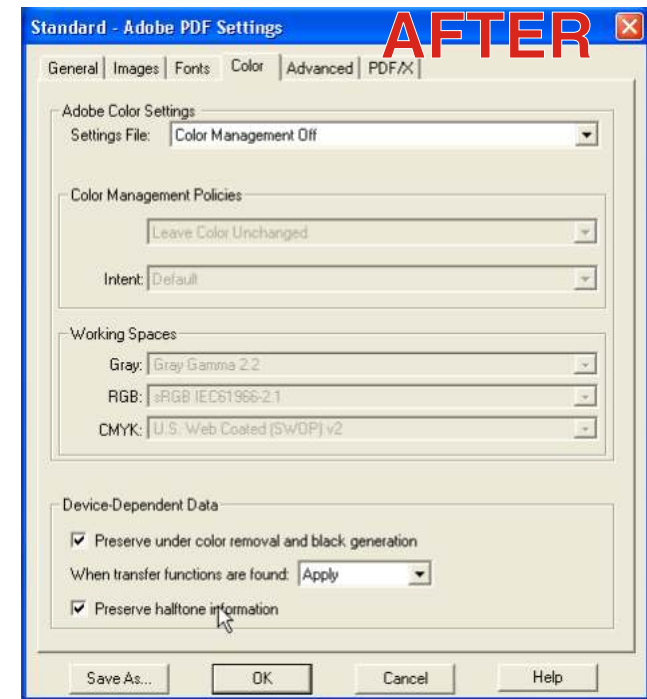 Standard - Adobe PDF Settings
AFTER
General Images Fonts Color Advanced PDF/X
Adobe Color Settings
Settings File: Color Management Off
Color Management Policies
Leave Color Unchanged
Intent: Default
Working Spaces
Gray: Gray Gamma 2.2
RGB: sRGB IEC61966-2.1
CMYK: U.S. Web Coated (SWOP) v2
Device-Dependent Data
Preserve under color removal and black generation
When transfer functions are found: Apply
Preserve halftone information
Save As... OK Cancel Help